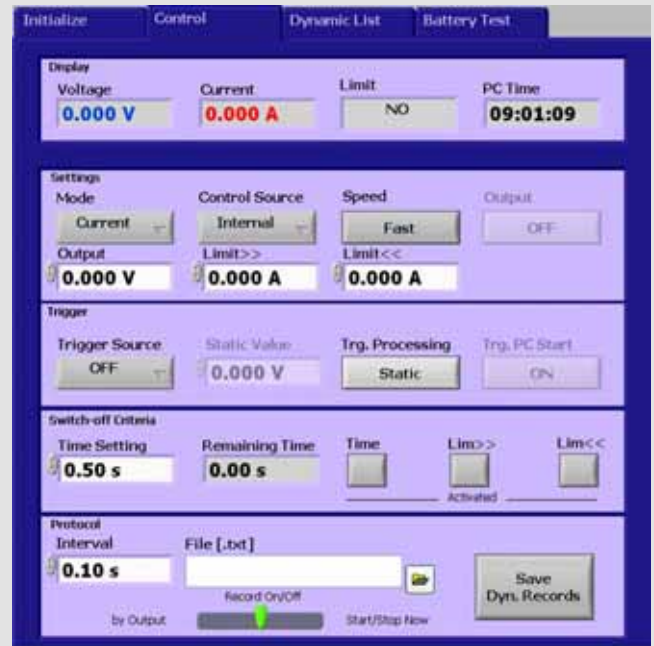 Initialize Control Dynamic List Battery Test
Display
Voltage Current Limit PC Time
0.000 V 0.000 A NO 09:01:09
Settings
Mode Control Source Speed Output
Current Internal Fast OFF
Output Limit>> Limit<<
0.000 V 0.000 A 0.000 A
Trigger
Trigger Source Static Value Trg. Processing Trg. PC Start
OFF 0.000 V Static ON
Switch-off Criteria
Time Setting Remaining Time Time Lim>> Lim<<
0.50 s 0.00 s
Activated
Protocol
Interval File [.txt]
0.10 s
Save
Dyn. Records
Record On/Off
by Output Start/Stop Now